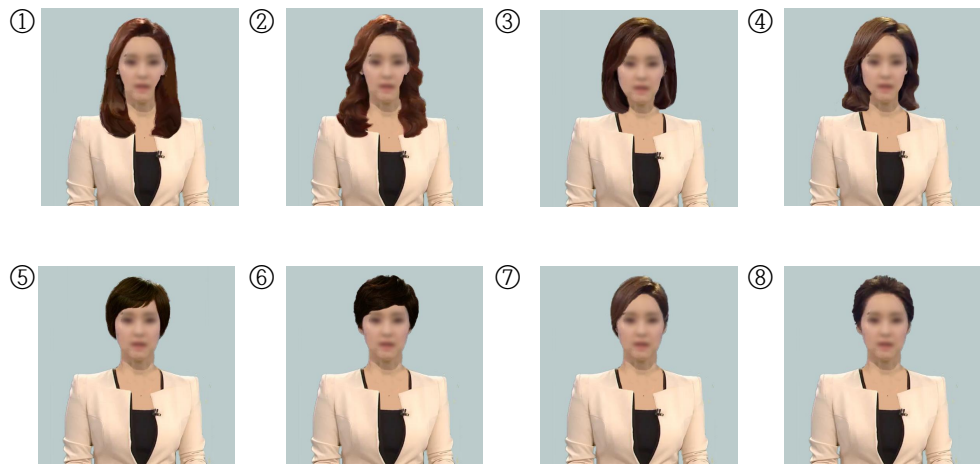 ① ② ③ ④
⑤ ⑥ ⑦ ⑧